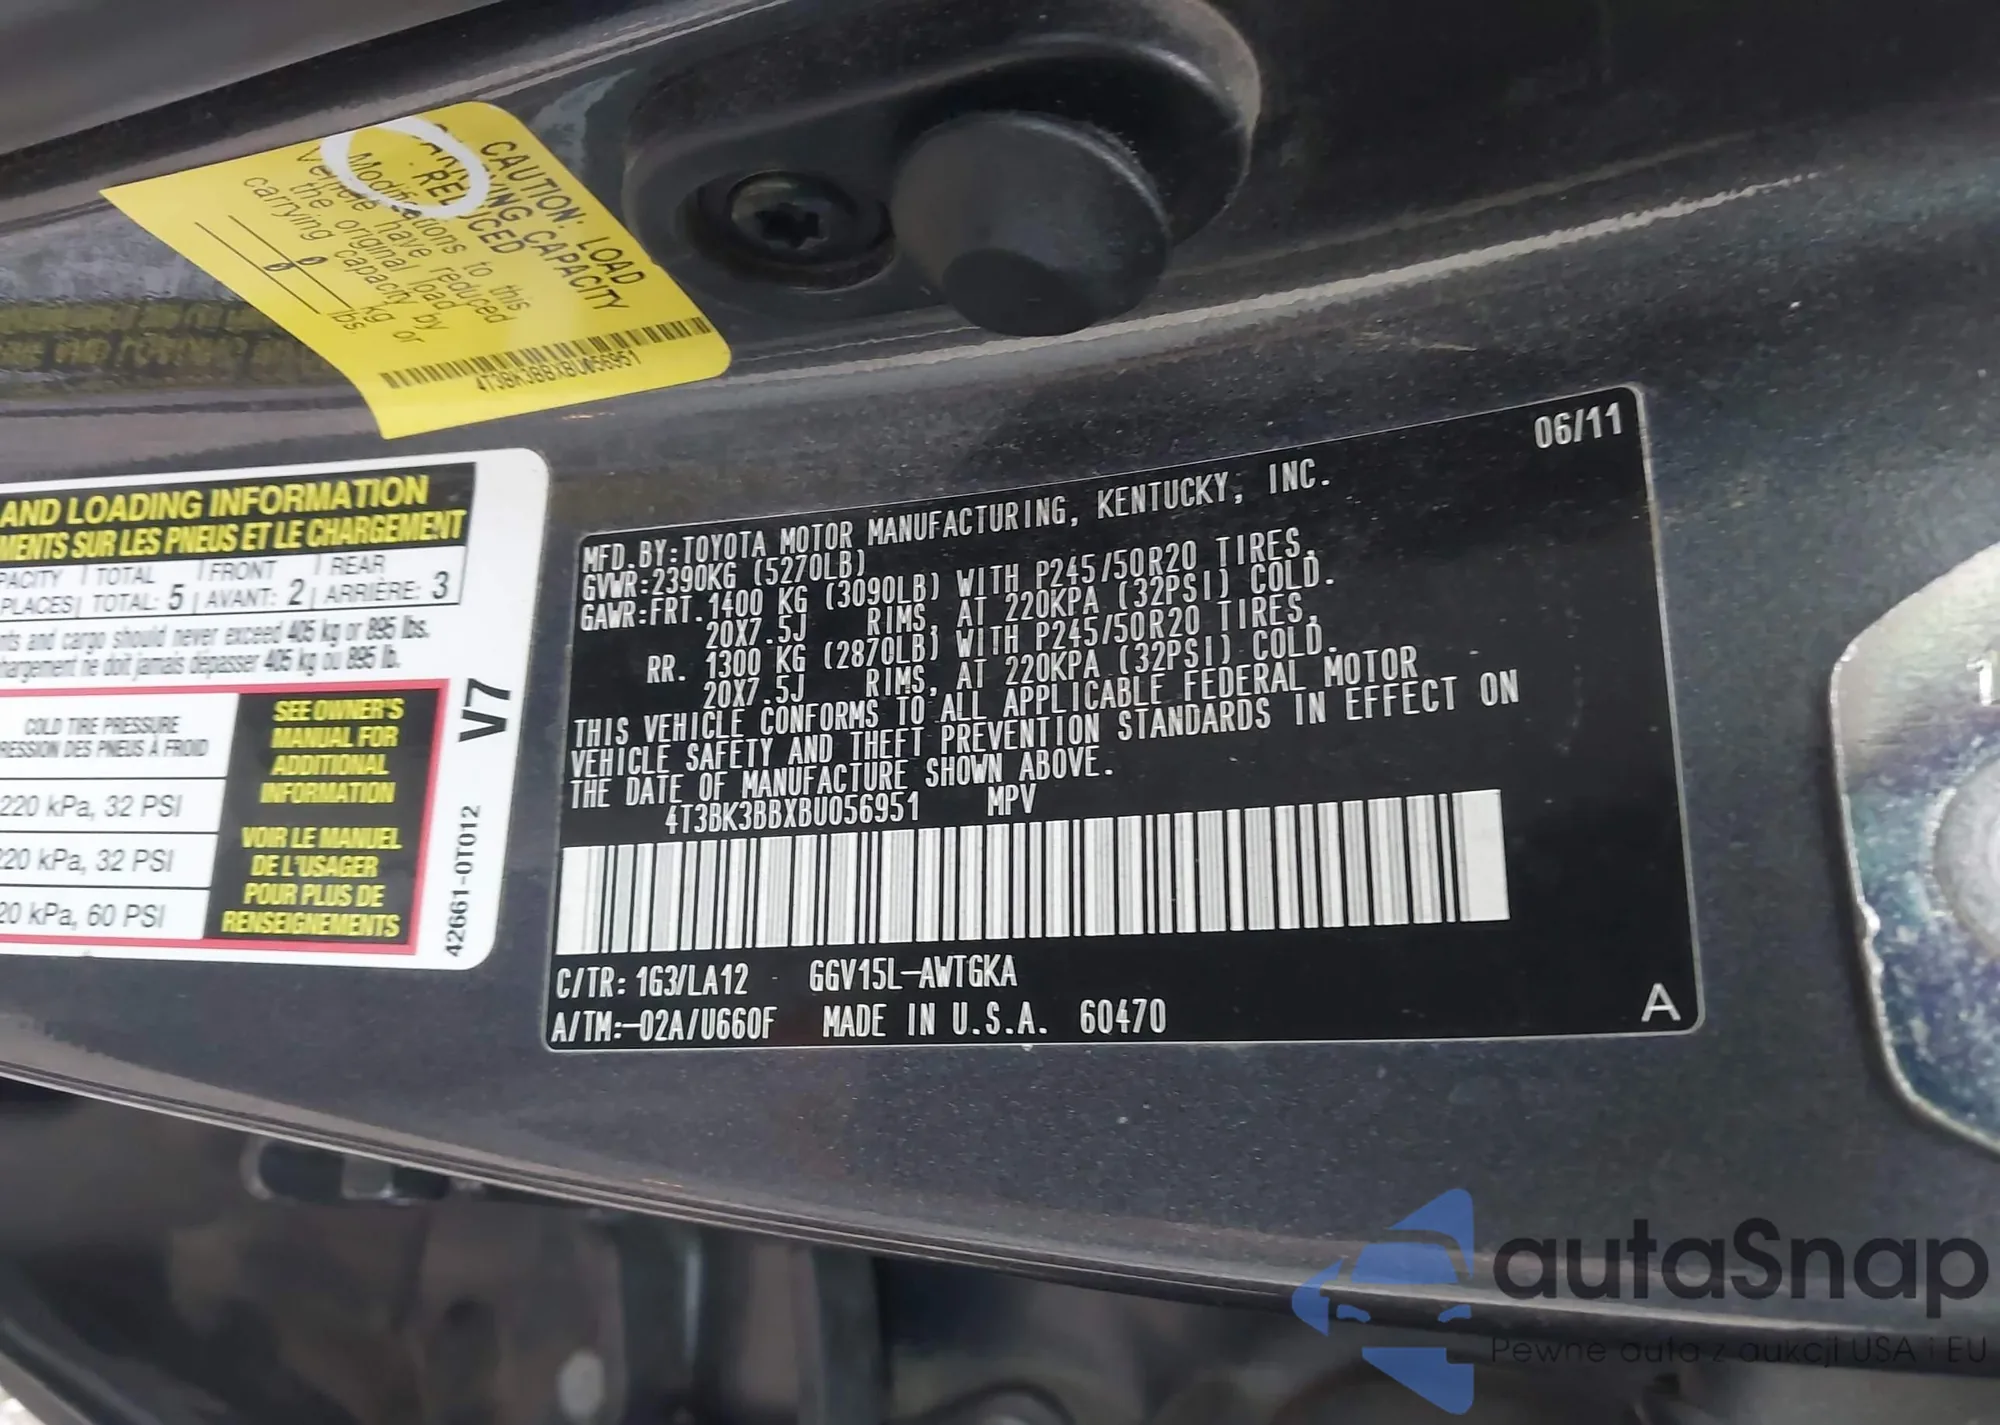 CAUTION: LOAD
CARRYING CAPACITY
REDUCED
Modifications to this
vehicle have reduced
the original load
carrying capacity by
0 kg or
0 lbs
4T3BK3BBXBU056951
AND LOADING INFORMATION
MENTS SUR LES PNEUS ET LE CHARGEMENT
PACITY TOTAL FRONT REAR
PLACES TOTAL: 5 AVANT: 2 ARRIÈRE: 3
nts and cargo should never exceed 405 kg or 895 lbs.
hargement ne doit jamais dépasser 405 kg ou 895 lb.
COLD TIRE PRESSURE
RESSION DES PNEUS À FROID
220 kPa, 32 PSI
220 kPa, 32 PSI
20 kPa, 60 PSI
SEE OWNER'S
MANUAL FOR
ADDITIONAL
INFORMATION
VOIR LE MANUEL
DE L'USAGER
POUR PLUS DE
RENSEIGNEMENTS
42661-0T012 V7
06/11
MFD.BY:TOYOTA MOTOR MANUFACTURING, KENTUCKY, INC.
GVWR:2390KG (5270LB)
GAWR:FRT. 1400 KG (3090LB) WITH P245/50R20 TIRES,
20X7.5J RIMS, AT 220KPA (32PSI) COLD.
RR. 1300 KG (2870LB) WITH P245/50R20 TIRES,
20X7.5J RIMS, AT 220KPA (32PSI) COLD.
THIS VEHICLE CONFORMS TO ALL APPLICABLE FEDERAL MOTOR
VEHICLE SAFETY AND THEFT PREVENTION STANDARDS IN EFFECT ON
THE DATE OF MANUFACTURE SHOWN ABOVE.
4T3BK3BBXBU056951 MPV
C/TR: 1G3/LA12 GGV15L-AWTGKA
A/TM:-02A/U660F MADE IN U.S.A. 60470
A
1
autaSnap
Pewne auta z aukcji USA i EU